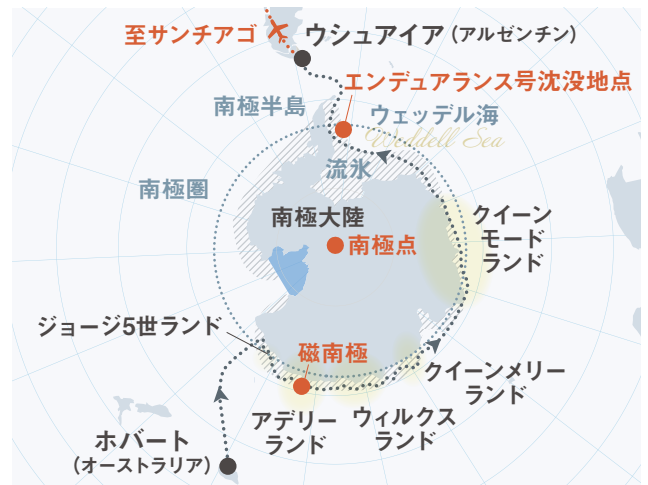 至サンチアゴ
ウシュアイア（アルゼンチン）
エンデュアランス号沈没地点
南極半島
ウェッデル海
Weddell Sea
流氷
南極圏
南極大陸
南極点
クイーン
モード
ランド
ジョージ5世ランド
磁南極
クイーンメリー
ランド
アデリー
ランド
ウィルクス
ランド
ホバート
（オーストラリア）